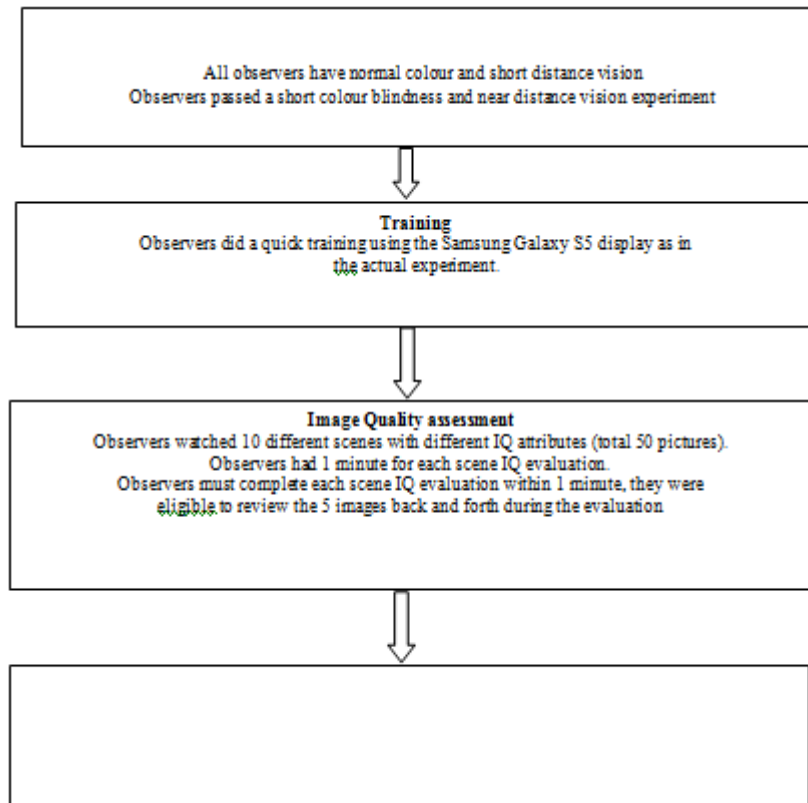 All observers have normal colour and short distance vision
Observers passed a short colour blindness and near distance vision experiment
Training
Observers did a quick training using the Samsung Galaxy S5 display as in
the actual experiment.
Image Quality assessment
Observers watched 10 different scenes with different IQ attributes (total 50 pictures).
Observers had 1 minute for each scene IQ evaluation.
Observers must complete each scene IQ evaluation within 1 minute, they were
eligible to review the 5 images back and forth during the evaluation